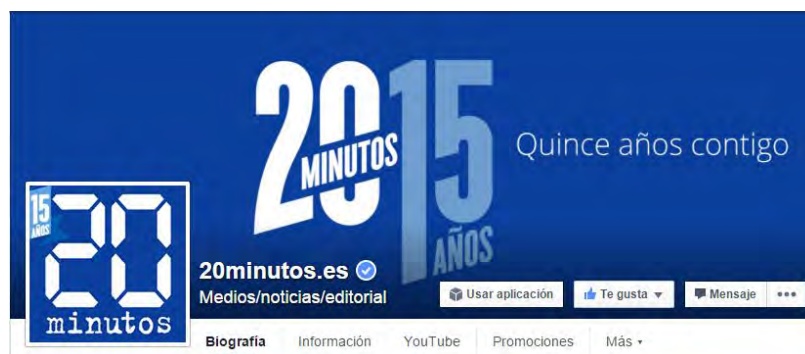 20 15
MINUTOS
AÑOS
Quince años contigo
15
AÑOS
20
minutos
20minutos.es
Medios/noticias/editorial
Usar aplicación
Te gusta
Mensaje
Biografía Información YouTube Promociones Más